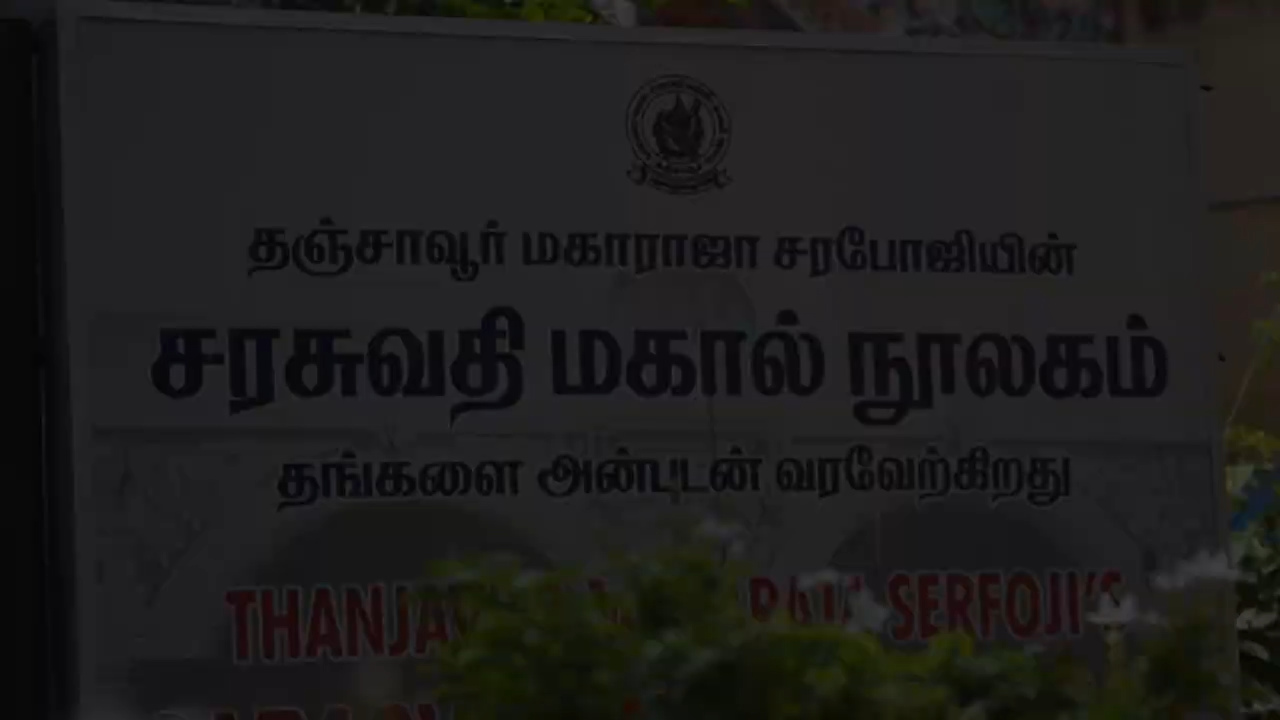 தஞ்சாவூர் மகாராஜா சரபோஜியின்
சரசுவதி மகால் நூலகம்
தங்களை அன்புடன் வரவேற்கிறது
SERFOJI'S